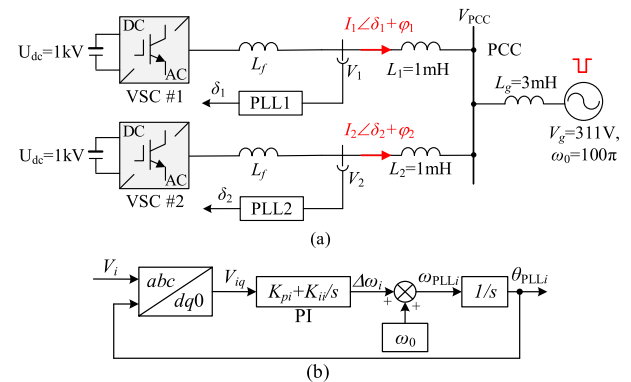 DC
AC
U_dc=1kV
VSC #1
L_f
δ_1
PLL1
V_1
I_1∠δ_1+φ_1
L_1=1mH
V_PCC
PCC
L_g=3mH
V_g=311V,
ω_0=100π
DC
AC
U_dc=1kV
VSC #2
L_f
δ_2
PLL2
V_2
I_2∠δ_2+φ_2
L_2=1mH
(a)
V_i
abc
dq0
V_iq
K_pi+K_ii/s
PI
Δω_i
+
+
ω_0
ω_PLLi
1/s
θ_PLLi
(b)